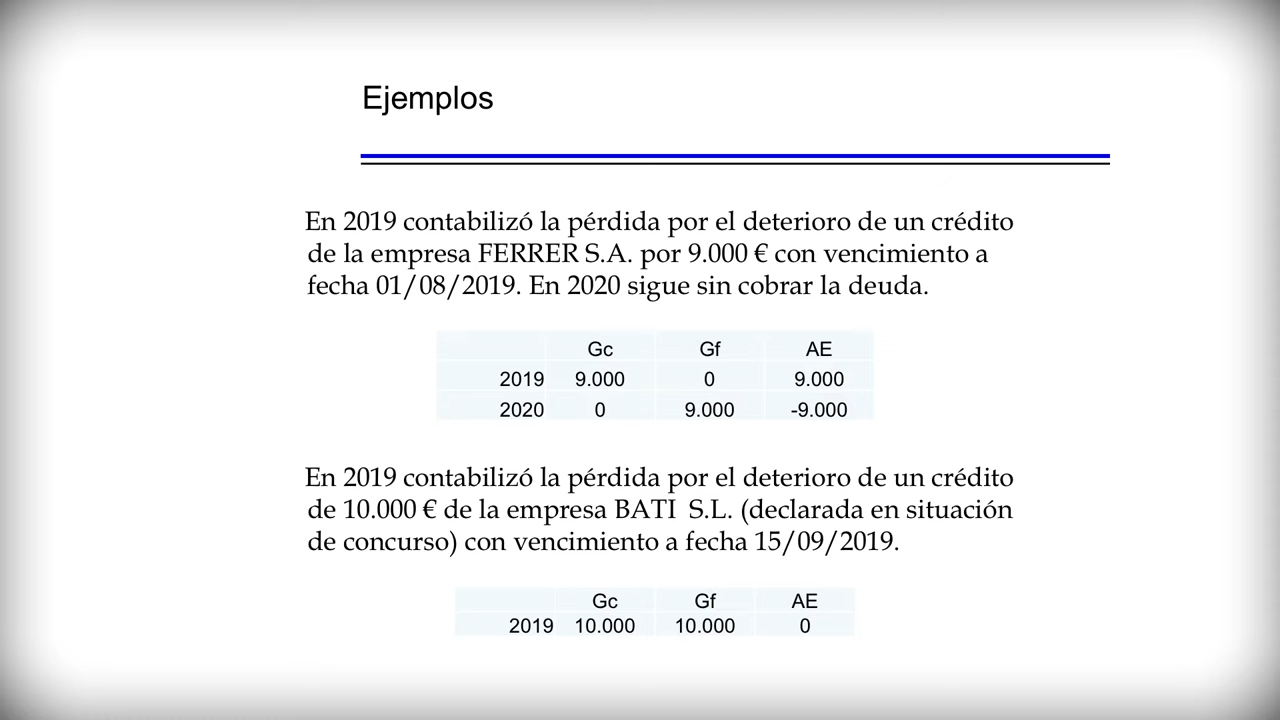 Ejemplos
En 2019 contabilizó la pérdida por el deterioro de un crédito
de la empresa FERRER S.A. por 9.000 € con vencimiento a
fecha 01/08/2019. En 2020 sigue sin cobrar la deuda.
Gc Gf AE
2019 9.000 0 9.000
2020 0 9.000 -9.000
En 2019 contabilizó la pérdida por el deterioro de un crédito
de 10.000 € de la empresa BATI S.L. (declarada en situación
de concurso) con vencimiento a fecha 15/09/2019.
Gc Gf AE
2019 10.000 10.000 0